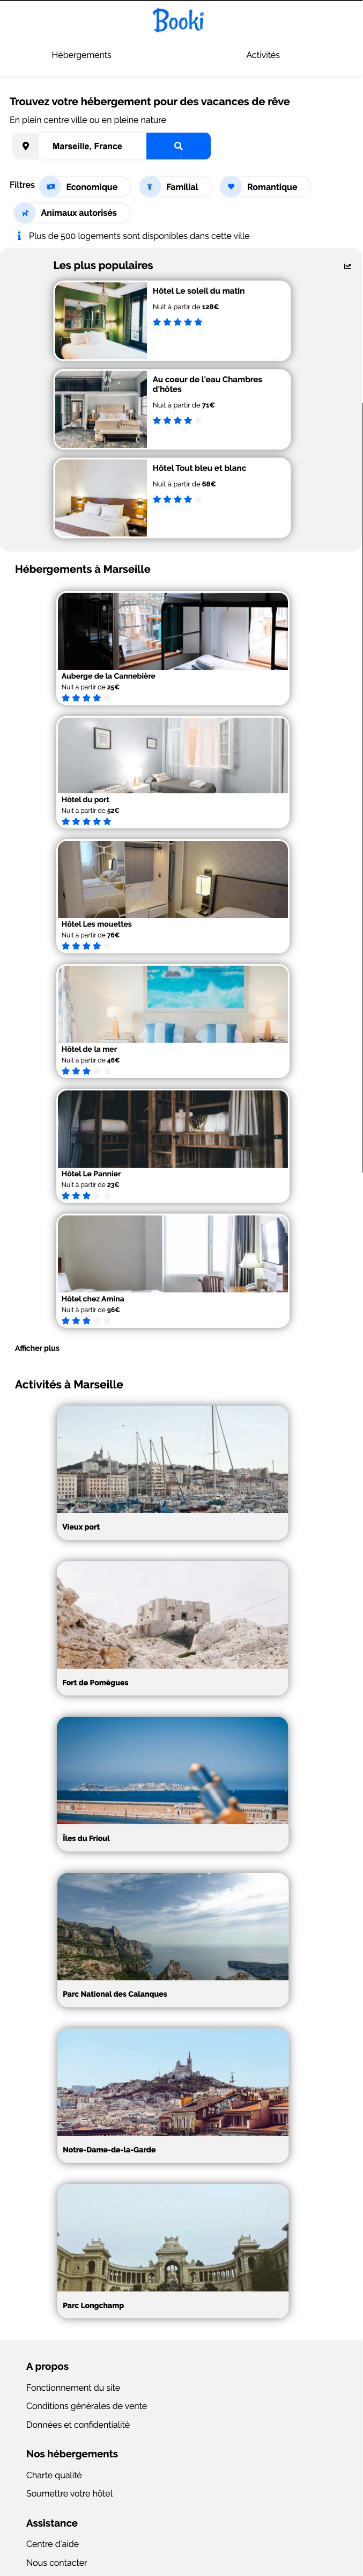 Booki
Hébergements
Activités
Trouvez votre hébergement pour des vacances de rêve
En plein centre ville ou en pleine nature
Marseille, France
Filtres
Economique
Familial
Romantique
Animaux autorisés
Plus de 500 logements sont disponibles dans cette ville
Les plus populaires
Hôtel Le soleil du matin
Nuit à partir de 128€
Au coeur de l'eau Chambres
d'hôtes
Nuit à partir de 71€
Hôtel Tout bleu et blanc
Nuit à partir de 68€
Hébergements à Marseille
Auberge de la Cannebière
Nuit à partir de 25€
Hôtel du port
Nuit à partir de 52€
Hôtel Les mouettes
Nuit à partir de 76€
Hôtel de la mer
Nuit à partir de 46€
Hôtel Le Pannier
Nuit à partir de 23€
Hôtel chez Amina
Nuit à partir de 96€
Afficher plus
Activités à Marseille
Vieux port
Fort de Pomègues
Îles du Frioul
Parc National des Calanques
Notre-Dame-de-la-Garde
Parc Longchamp
A propos
Fonctionnement du site
Conditions générales de vente
Données et confidentialité
Nos hébergements
Charte qualité
Soumettre votre hôtel
Assistance
Centre d'aide
Nous contacter